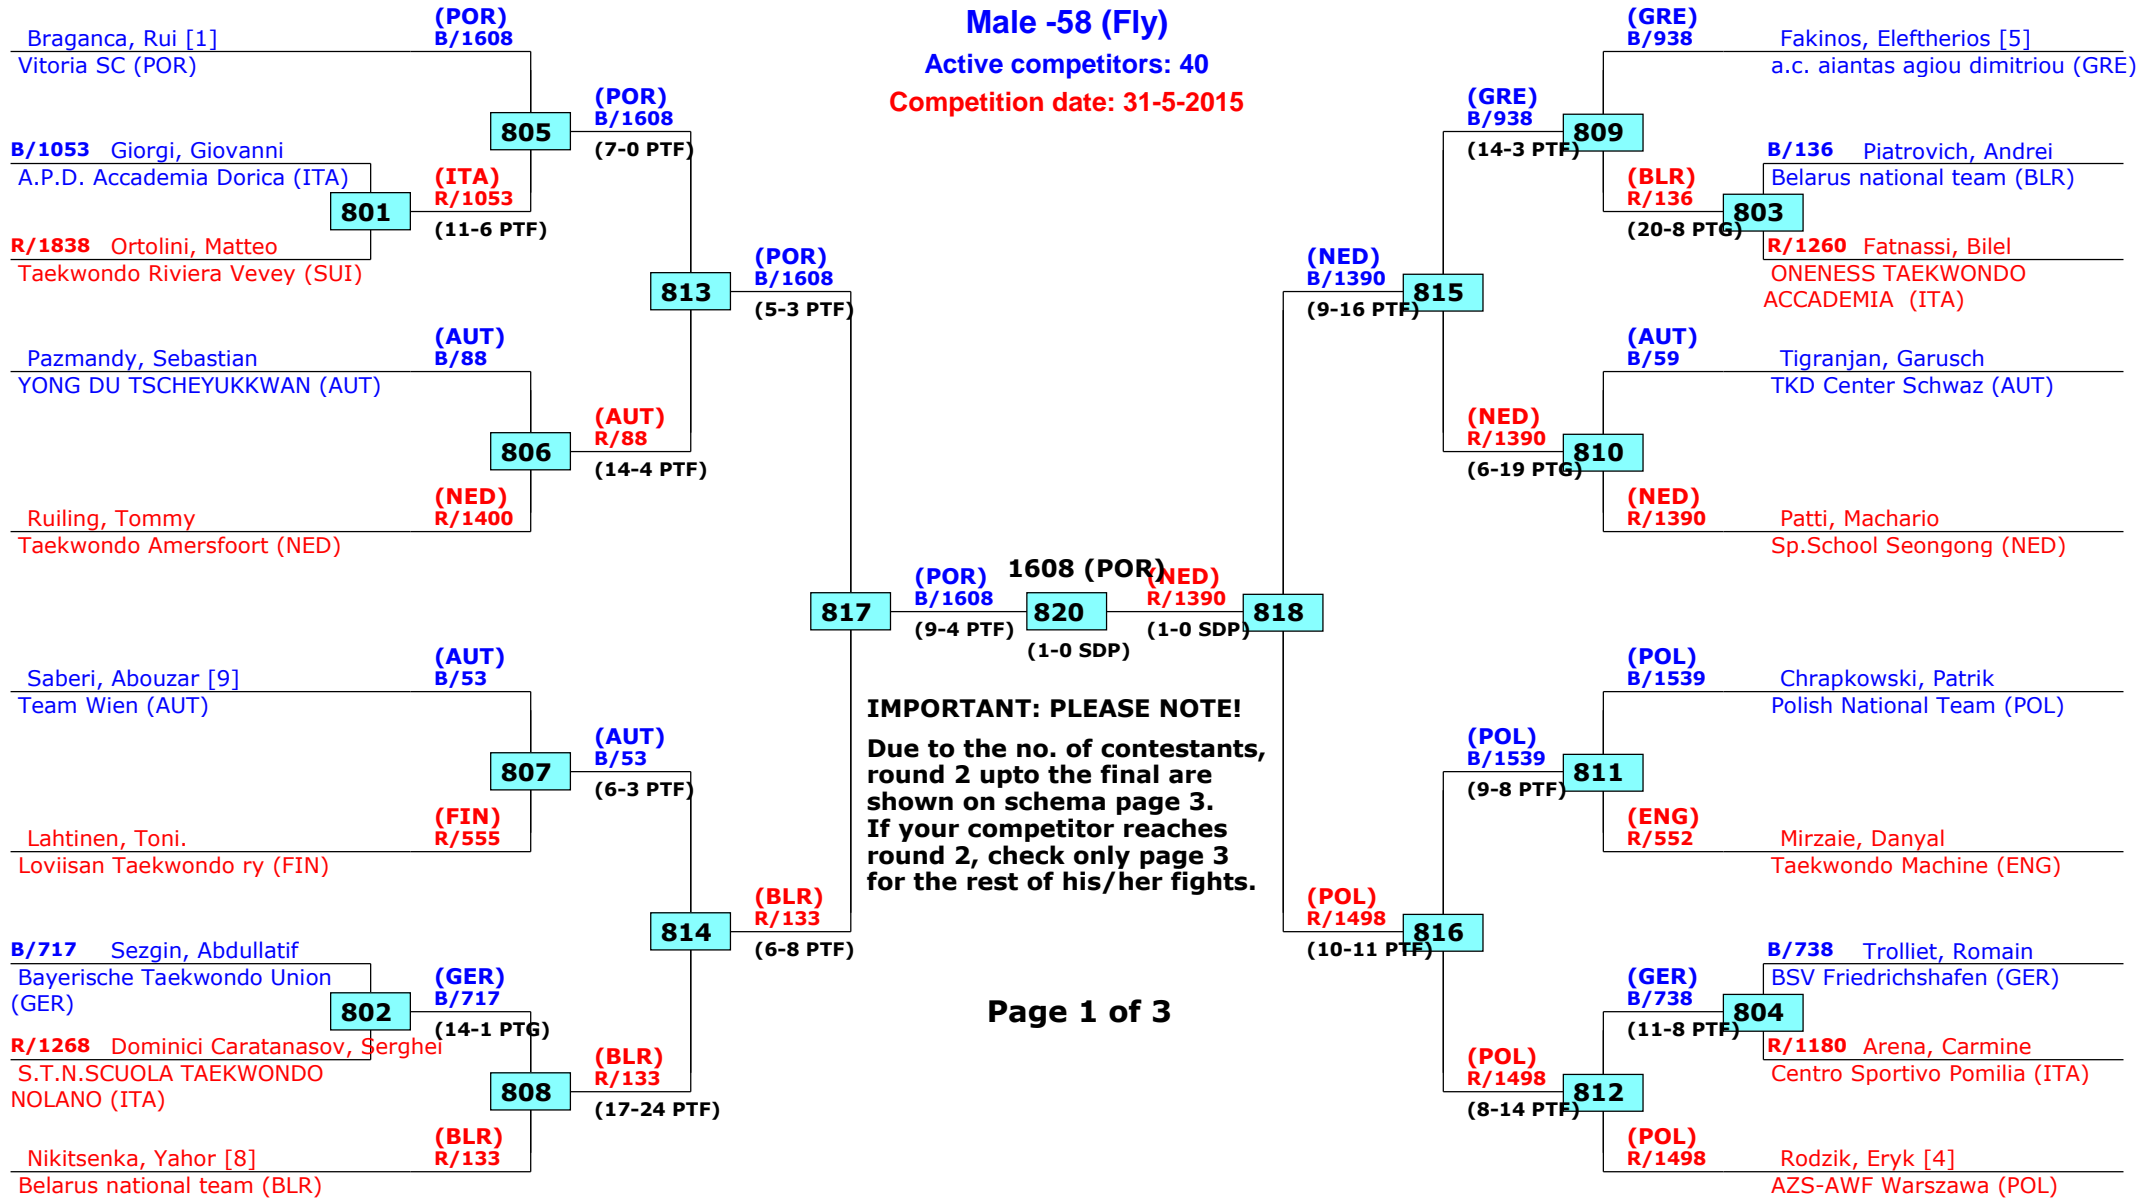 Male -58 (Fly)
Active competitors: 40
Competition date: 31-5-2015
Braganca, Rui [1]
Vitoria SC (POR)
(POR)
B/1608
B/1053 Giorgi, Giovanni
A.P.D. Accademia Dorica (ITA)
801
R/1838 Ortolini, Matteo
Taekwondo Riviera Vevey (SUI)
(ITA)
R/1053
(11-6 PTF)
805
(POR)
B/1608
(7-0 PTF)
Pazmandy, Sebastian
YONG DU TSCHEYUKKWAN (AUT)
(AUT)
B/88
806
(AUT)
R/88
(14-4 PTF)
Ruiling, Tommy
Taekwondo Amersfoort (NED)
(NED)
R/1400
813
(POR)
B/1608
(5-3 PTF)
Saberi, Abouzar [9]
Team Wien (AUT)
(AUT)
B/53
807
(AUT)
B/53
(6-3 PTF)
Lahtinen, Toni.
Loviisan Taekwondo ry (FIN)
(FIN)
R/555
B/717 Sezgin, Abdullatif
Bayerische Taekwondo Union
(GER)
802
(GER)
B/717
(14-1 PTG)
R/1268 Dominici Caratanasov, Serghei
S.T.N.SCUOLA TAEKWONDO
NOLANO (ITA)
808
(BLR)
R/133
(17-24 PTF)
Nikitsenka, Yahor [8]
Belarus national team (BLR)
(BLR)
R/133
814
(BLR)
R/133
(6-8 PTF)
817
(POR)
B/1608
(9-4 PTF)
1608 (POR)
820
(1-0 SDP)
(NED)
R/1390
(1-0 SDP)
818
IMPORTANT: PLEASE NOTE!
Due to the no. of contestants,
round 2 upto the final are
shown on schema page 3.
If your competitor reaches
round 2, check only page 3
for the rest of his/her fights.
Page 1 of 3
(GRE)
B/938
Fakinos, Eleftherios [5]
a.c. aiantas agiou dimitriou (GRE)
(GRE)
B/938
(14-3 PTF)
809
B/136 Piatrovich, Andrei
Belarus national team (BLR)
(BLR)
R/136
(20-8 PTG)
803
R/1260 Fatnassi, Bilel
ONENESS TAEKWONDO
ACCADEMIA (ITA)
(NED)
B/1390
(9-16 PTF)
815
(AUT)
B/59
Tigranjan, Garusch
TKD Center Schwaz (AUT)
(NED)
R/1390
(6-19 PTG)
810
(NED)
R/1390
Patti, Machario
Sp.School Seongong (NED)
(POL)
B/1539
Chrapkowski, Patrik
Polish National Team (POL)
(POL)
B/1539
(9-8 PTF)
811
(ENG)
R/552
Mirzaie, Danyal
Taekwondo Machine (ENG)
(POL)
R/1498
(10-11 PTF)
816
B/738 Trolliet, Romain
BSV Friedrichshafen (GER)
(GER)
B/738
(11-8 PTF)
804
R/1180 Arena, Carmine
Centro Sportivo Pomilia (ITA)
(POL)
R/1498
(8-14 PTF)
812
(POL)
R/1498
Rodzik, Eryk [4]
AZS-AWF Warszawa (POL)